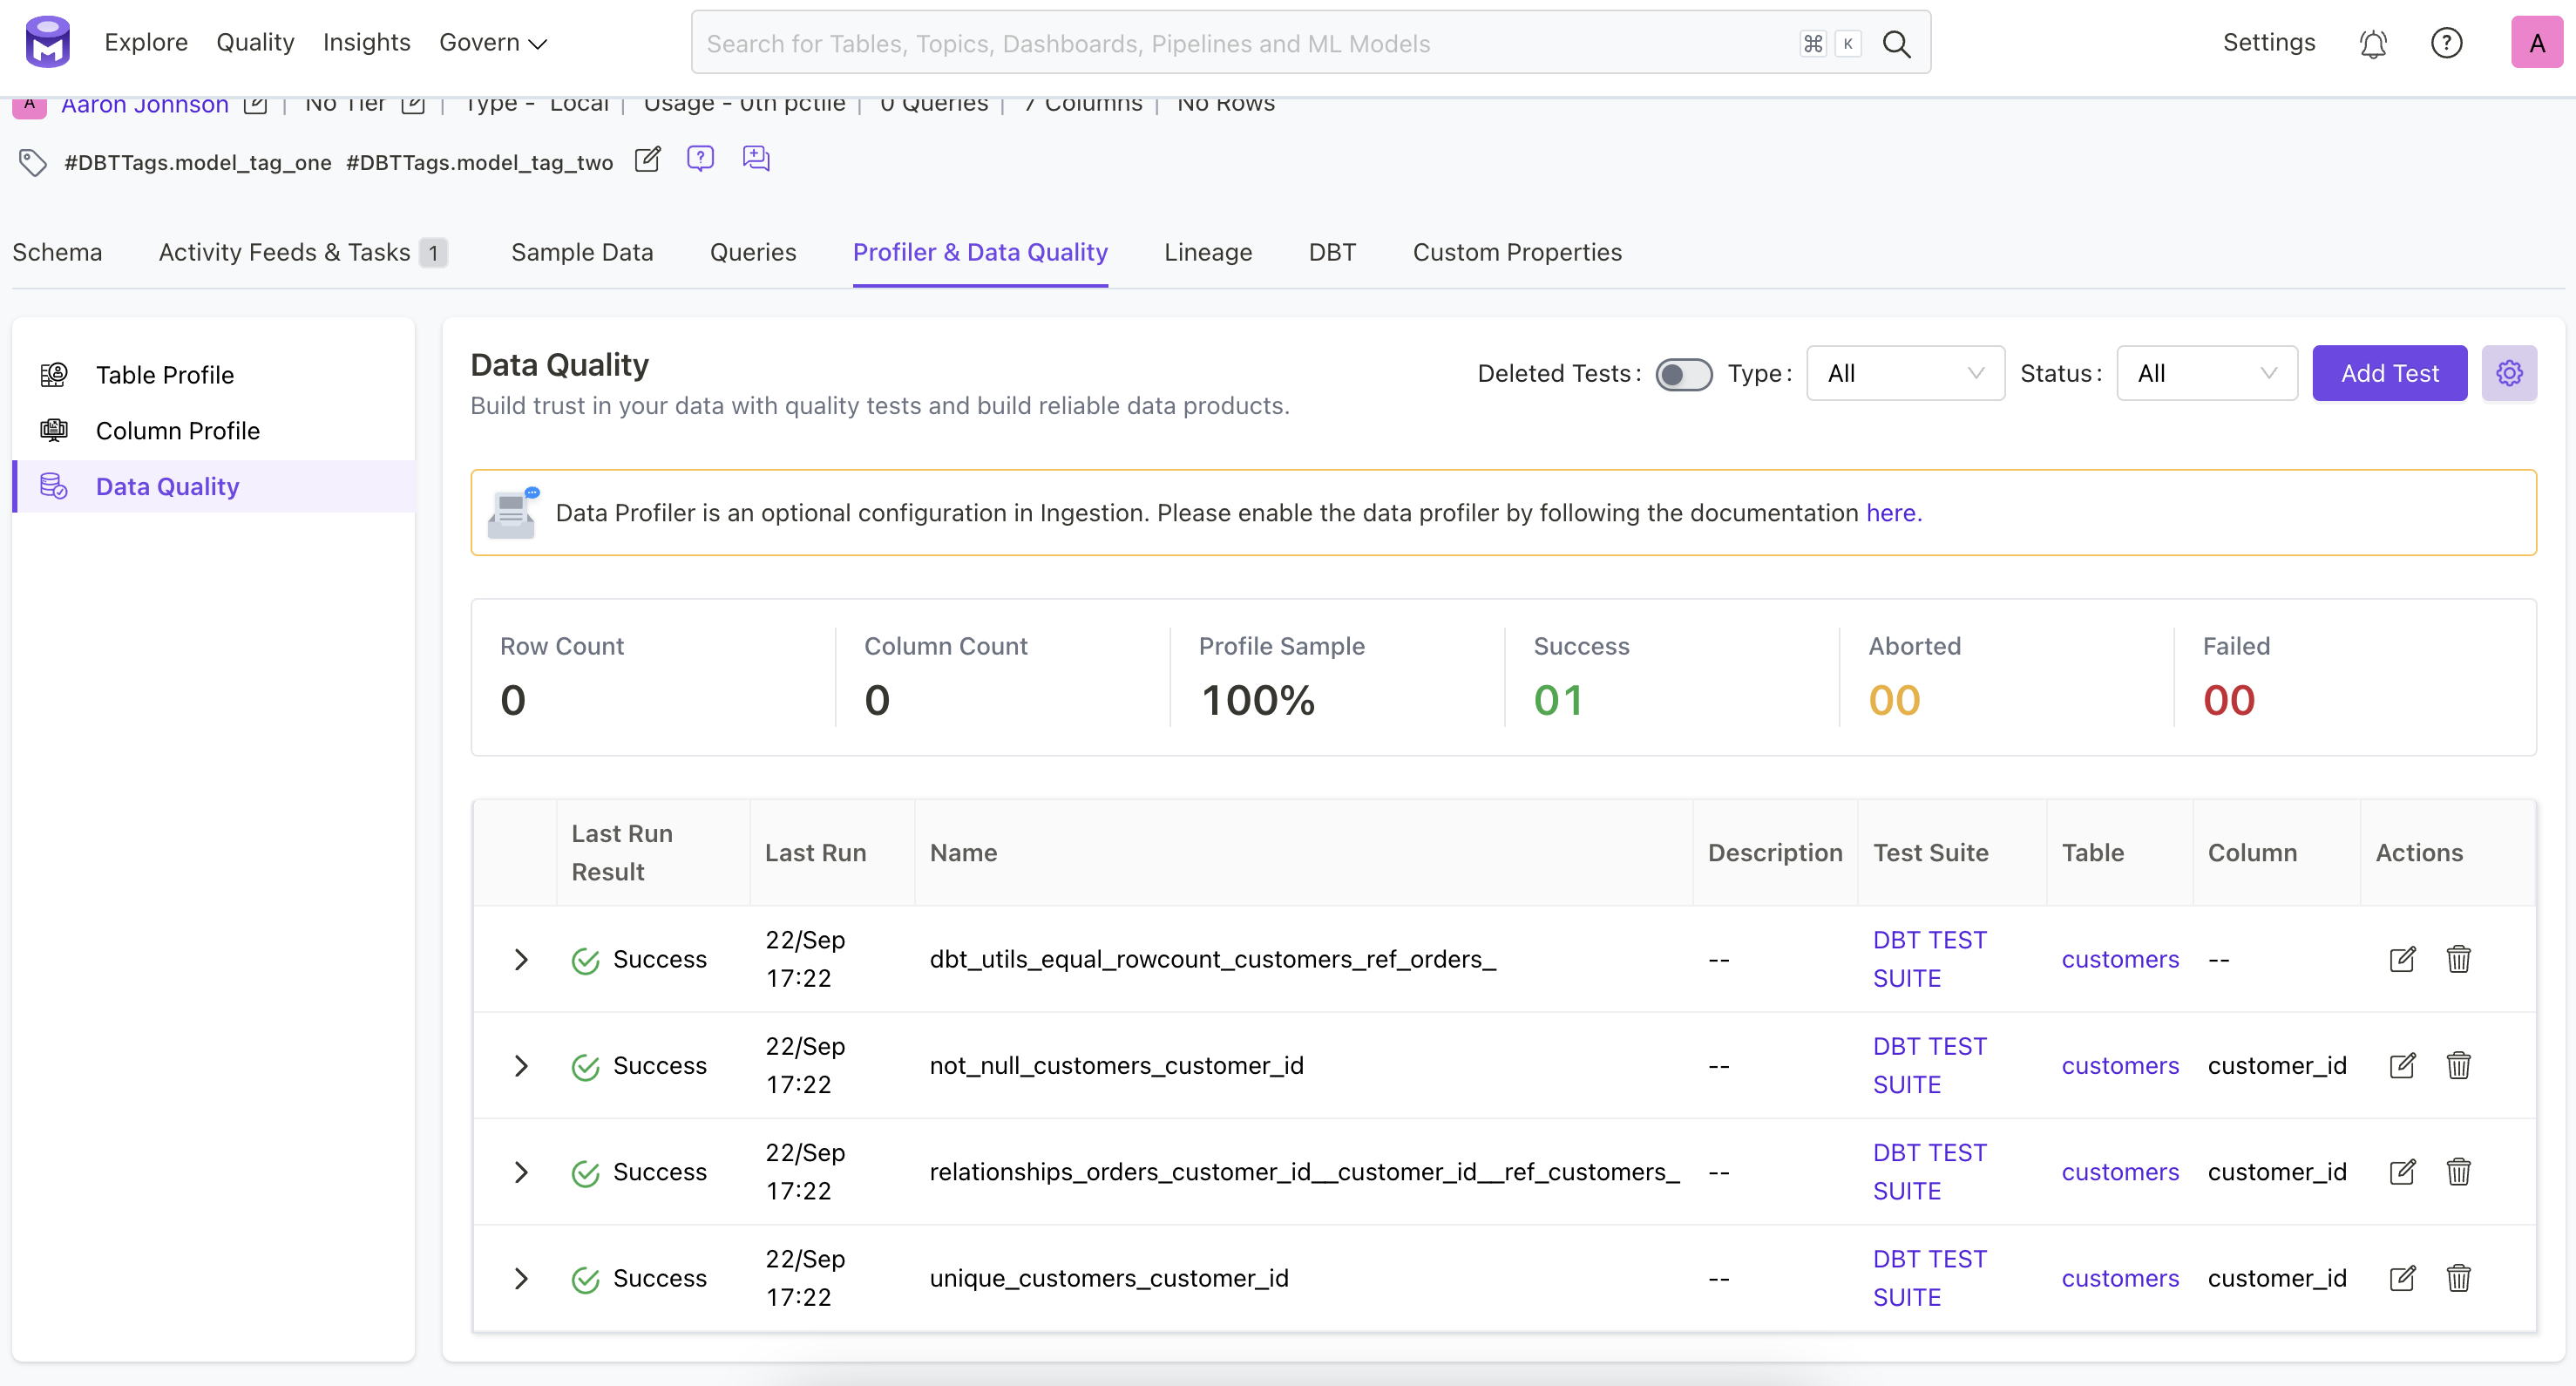 Explore Quality Insights Govern
Search for Tables, Topics, Dashboards, Pipelines and ML Models ⌘ K
Settings ? A
A Aaron Johnson | No Tier | Type - Local | Usage - 0th pctile | 0 Queries | 7 Columns | No Rows
#DBTTags.model_tag_one #DBTTags.model_tag_two
Schema Activity Feeds & Tasks 1 Sample Data Queries Profiler & Data Quality Lineage DBT Custom Properties
Table Profile
Column Profile
Data Quality
Data Quality
Build trust in your data with quality tests and build reliable data products.
Deleted Tests: Type: All Status: All Add Test
Data Profiler is an optional configuration in Ingestion. Please enable the data profiler by following the documentation here.
Row Count Column Count Profile Sample Success Aborted Failed
0 0 100% 01 00 00
Last Run Result Last Run Name Description Test Suite Table Column Actions
Success 22/Sep 17:22 dbt_utils_equal_rowcount_customers_ref_orders_ -- DBT TEST SUITE customers --
Success 22/Sep 17:22 not_null_customers_customer_id -- DBT TEST SUITE customers customer_id
Success 22/Sep 17:22 relationships_orders_customer_id__customer_id__ref_customers_ -- DBT TEST SUITE customers customer_id
Success 22/Sep 17:22 unique_customers_customer_id -- DBT TEST SUITE customers customer_id